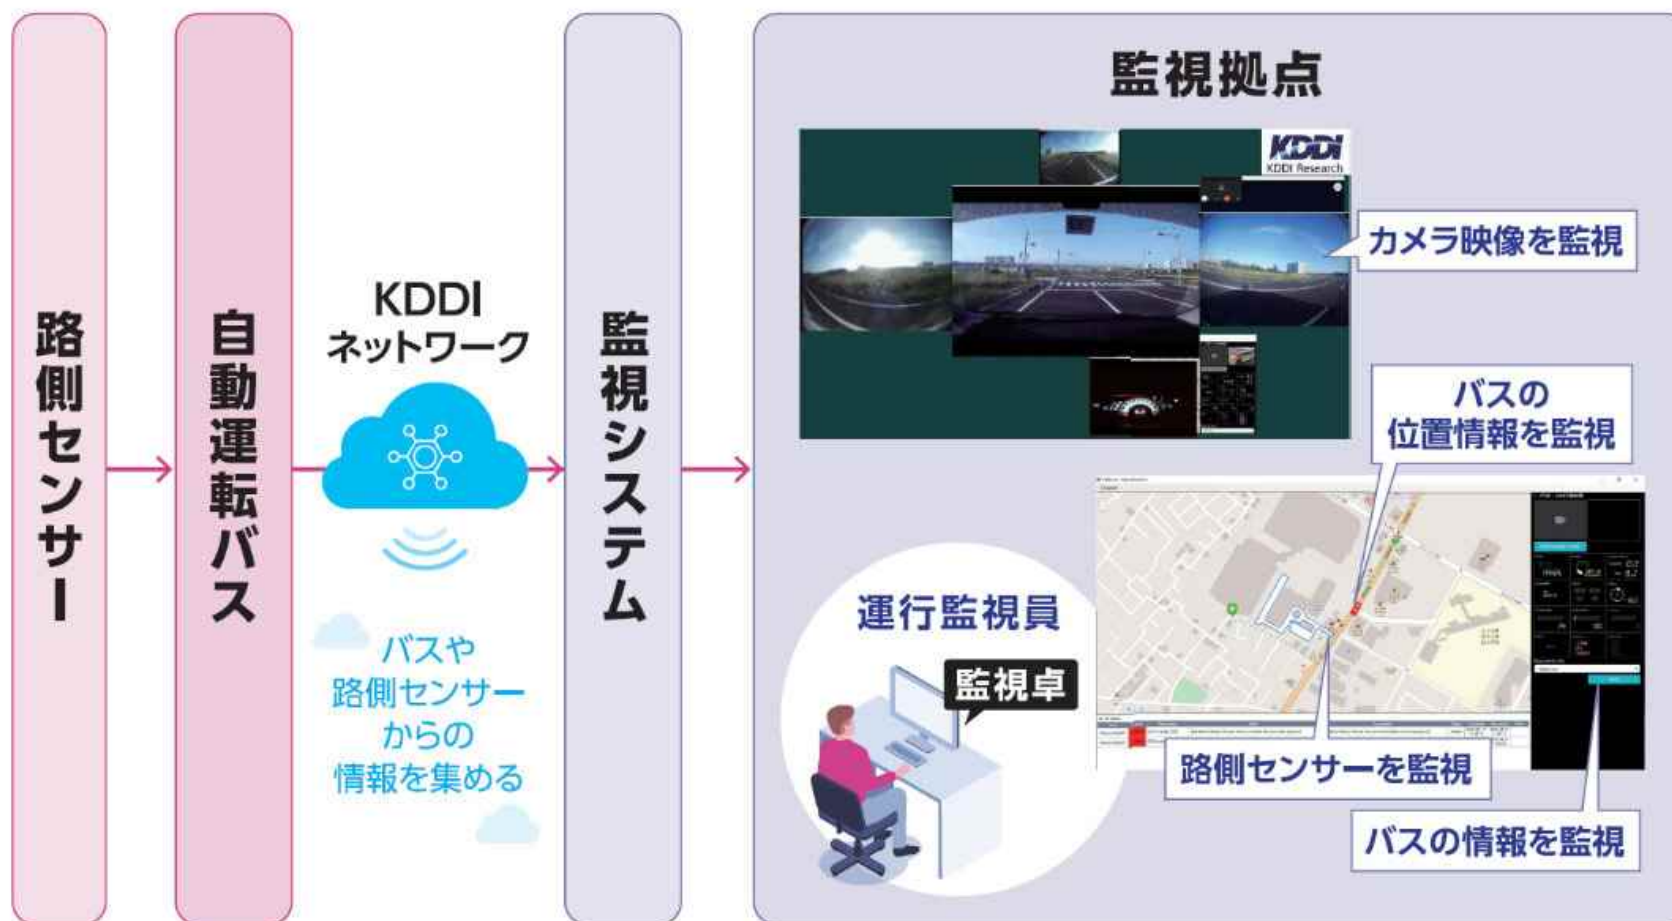 路側センサー
自動運転バス
KDDI
ネットワーク
バスや
路側センサー
からの
情報を集める
監視システム
監視拠点
KDDI
KDDI Research
カメラ映像を監視
バスの
位置情報を監視
運行監視員
監視卓
路側センサーを監視
バスの情報を監視